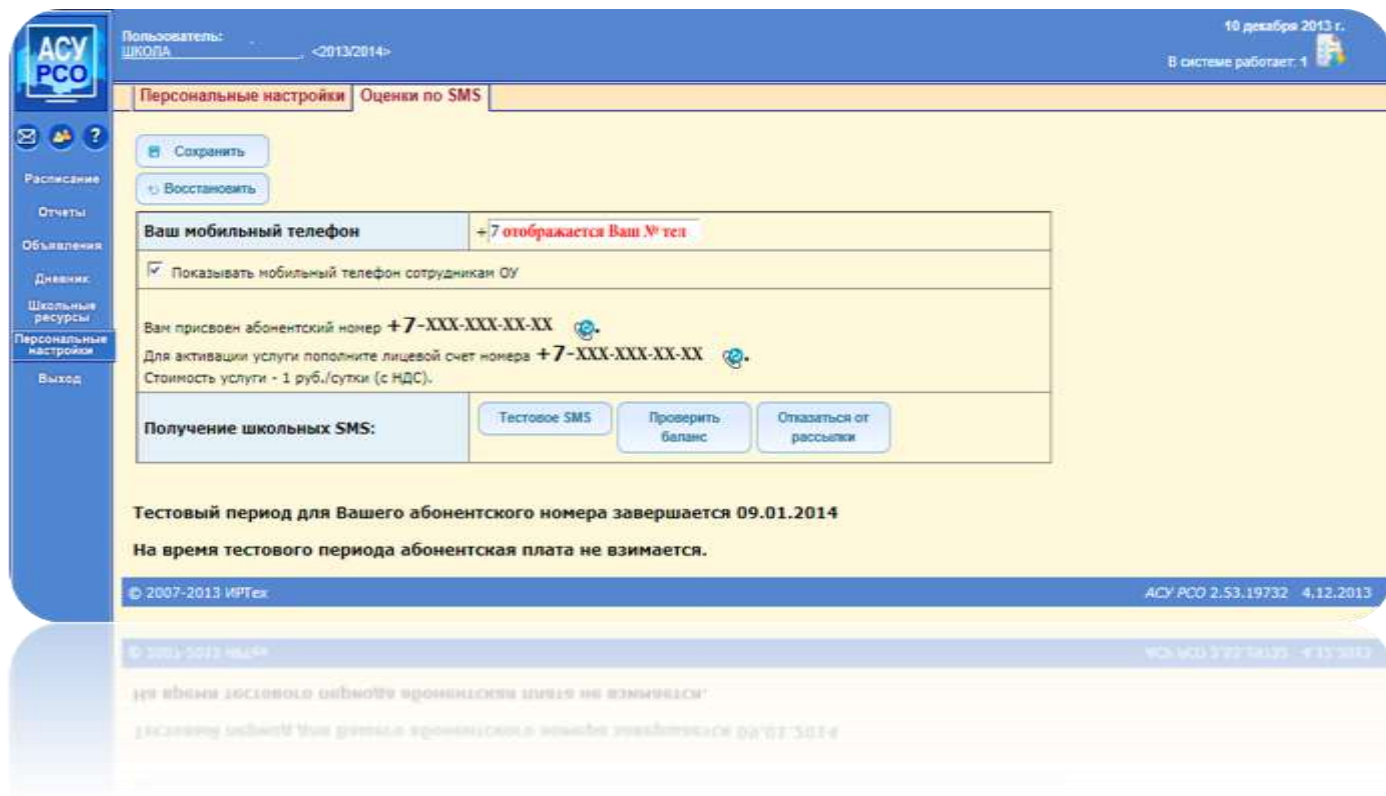 АСУ
РСО
Пользователь:
ШКОЛА , <2013/2014>
10 декабря 2013 г.
В системе работает: 1
Персональные настройки
Оценки по SMS
?
Расписание
Отчеты
Объявления
Дневник
Школьные
ресурсы
Персональные
настройки
Выход
Сохранить
Восстановить
Ваш мобильный телефон
+7 отображается Ваш № тел
Показывать мобильный телефон сотрудникам ОУ
Вам присвоен абонентский номер +7-XXX-XXX-XX-XX .
Для активации услуги пополните лицевой счет номера +7-XXX-XXX-XX-XX .
Стоимость услуги - 1 руб./сутки (с НДС).
Получение школьных SMS:
Тестовое SMS
Проверить
баланс
Отказаться от
рассылки
Тестовый период для Вашего абонентского номера завершается 09.01.2014
На время тестового периода абонентская плата не взимается.
© 2007-2013 ИРТех
АСУ РСО 2.53.19732 4.12.2013